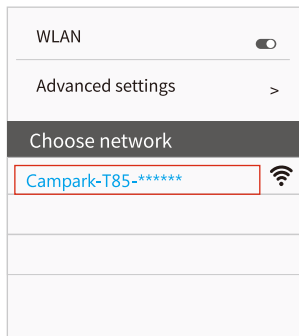 WLAN
Advanced settings >
Choose network
Campark-T85-******